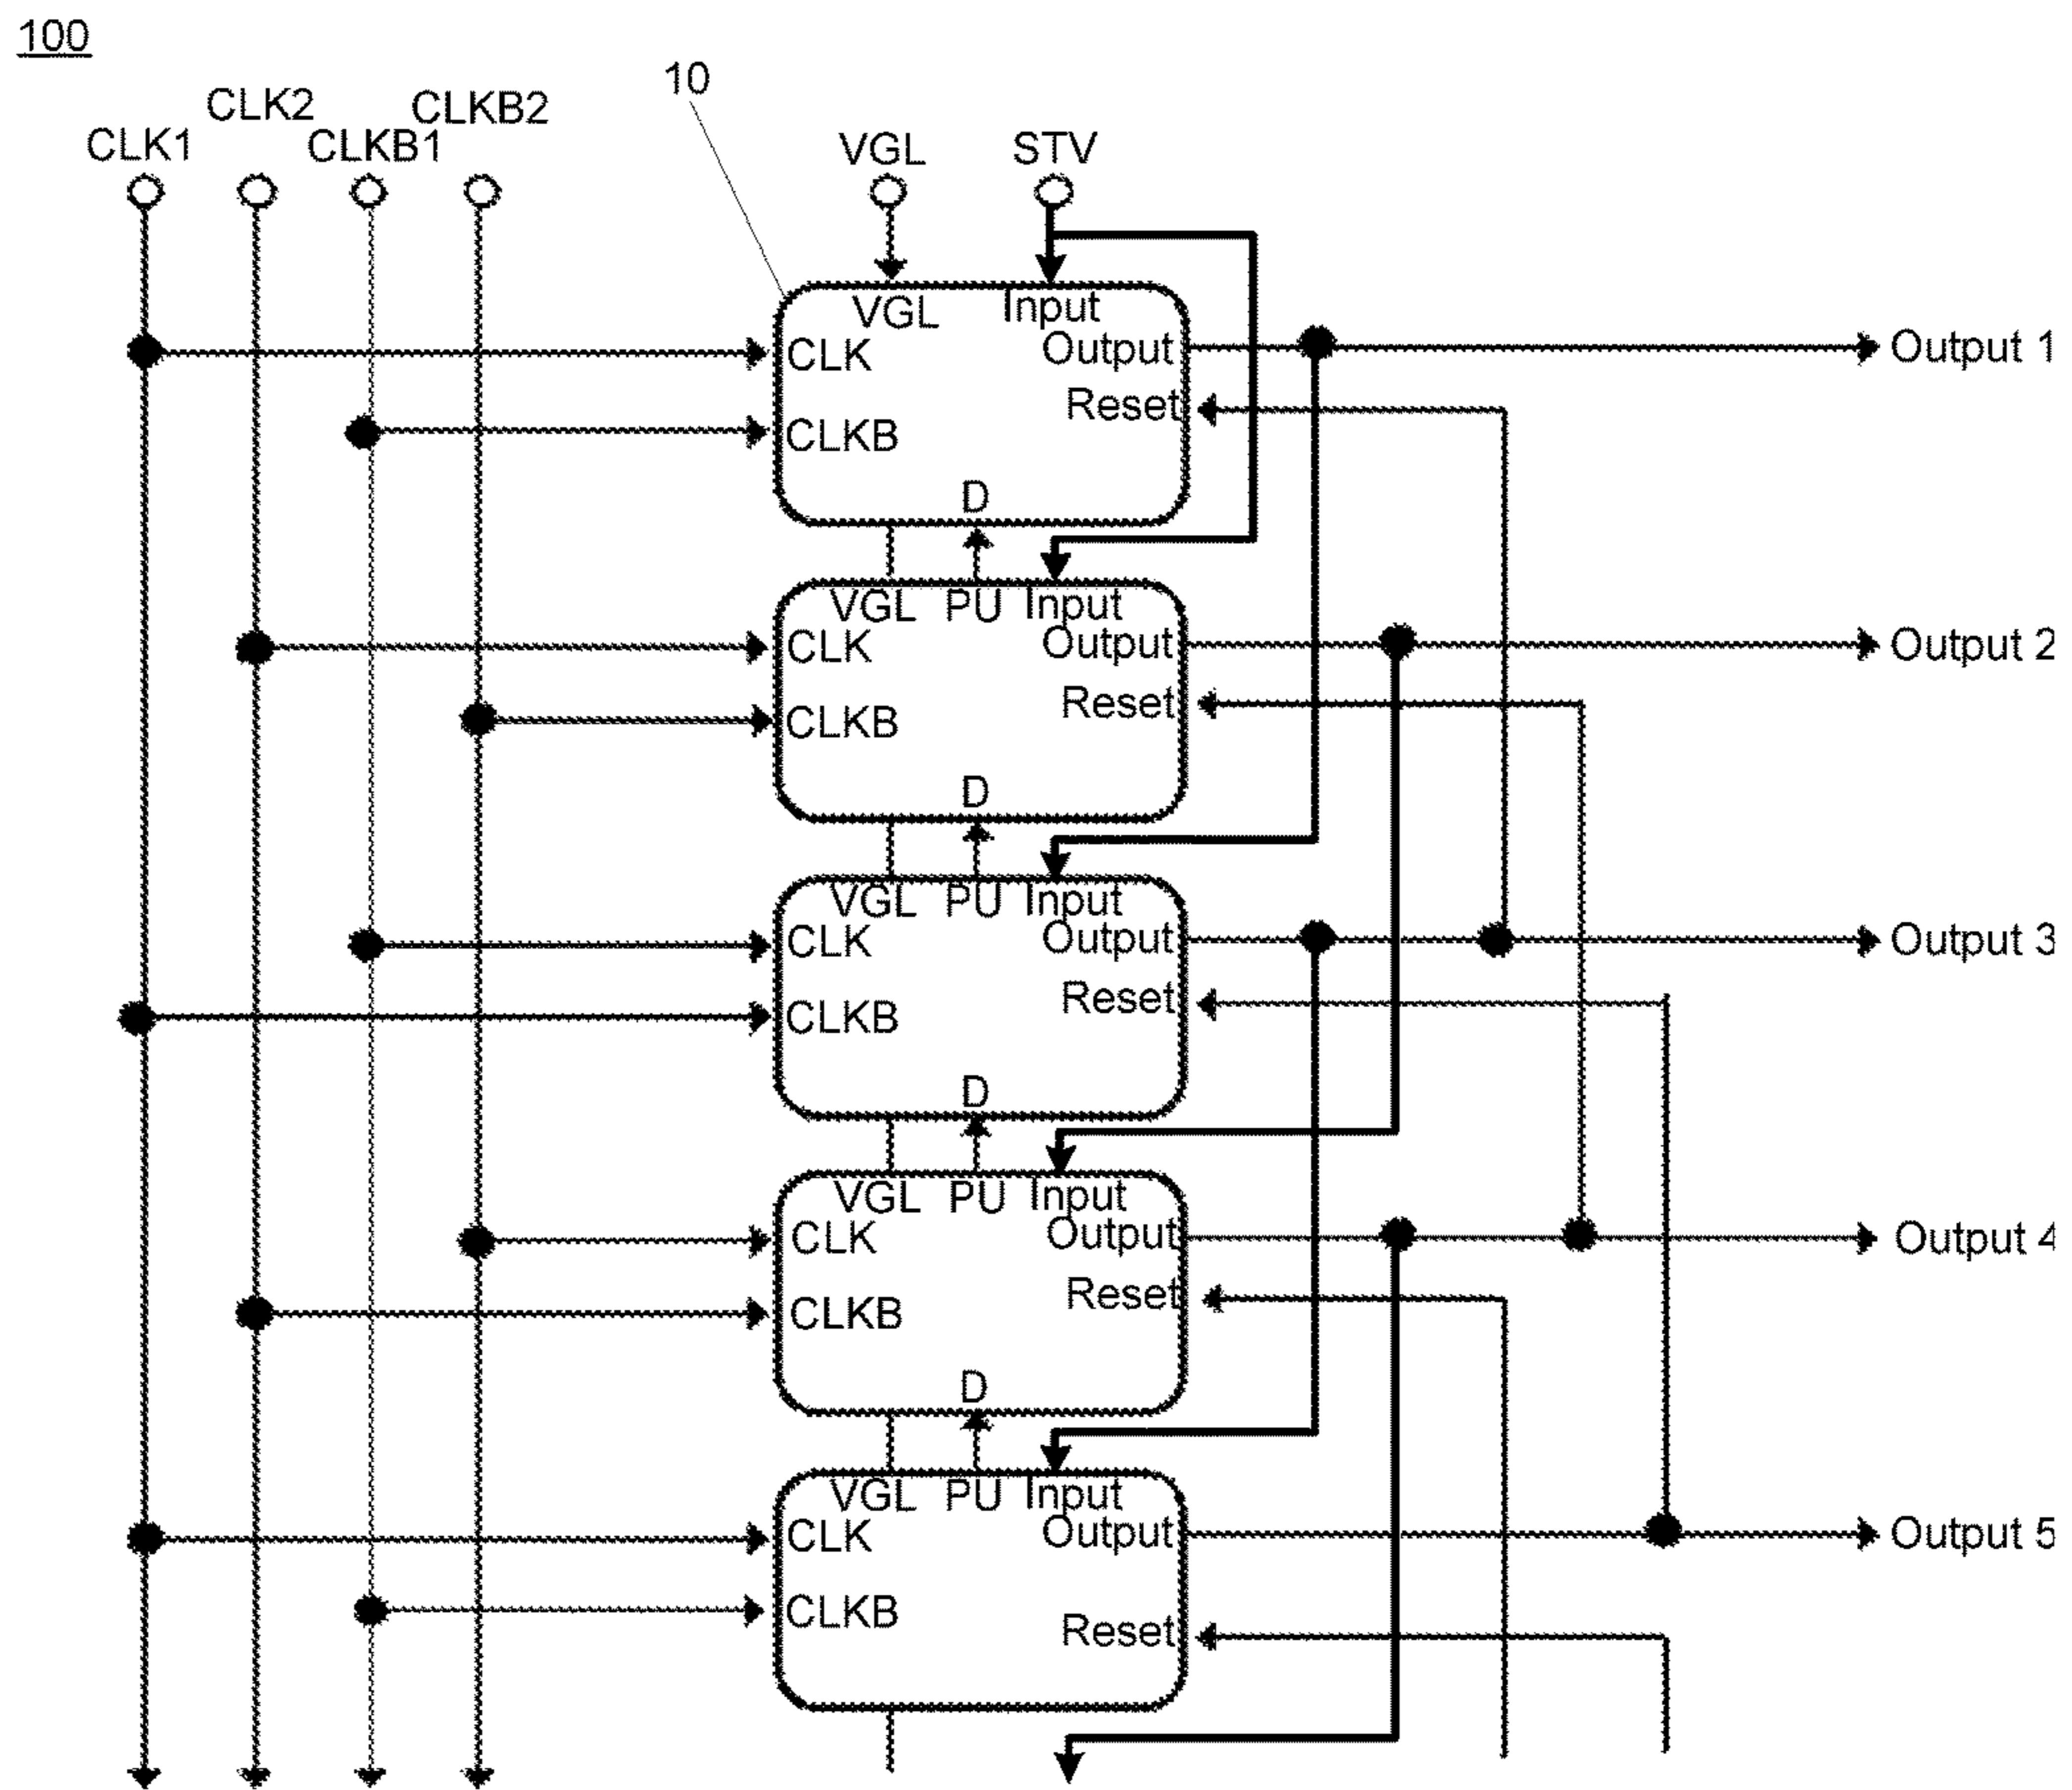 100
CLK1
CLK2
CLKB1
CLKB2
10
VGL
STV
VGL
Input
CLK
Output
Output 1
Reset
CLKB
D
VGL
PU
Input
CLK
Output
Output 2
Reset
CLKB
D
VGL
PU
Input
CLK
Output
Output 3
Reset
CLKB
D
VGL
PU
Input
CLK
Output
Output 4
Reset
CLKB
D
VGL
PU
Input
CLK
Output
Output 5
CLKB
Reset